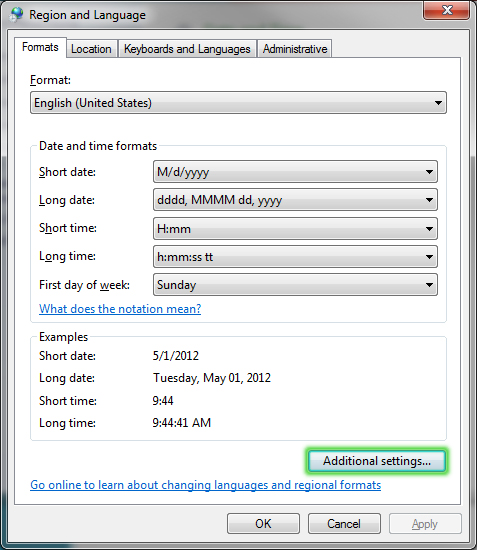 Region and Language
Formats Location Keyboards and Languages Administrative
Format:
English (United States)
Date and time formats
Short date: M/d/yyyy
Long date: dddd, MMMM dd, yyyy
Short time: H:mm
Long time: h:mm:ss tt
First day of week: Sunday
What does the notation mean?
Examples
Short date: 5/1/2012
Long date: Tuesday, May 01, 2012
Short time: 9:44
Long time: 9:44:41 AM
Additional settings...
Go online to learn about changing languages and regional formats
OK Cancel Apply